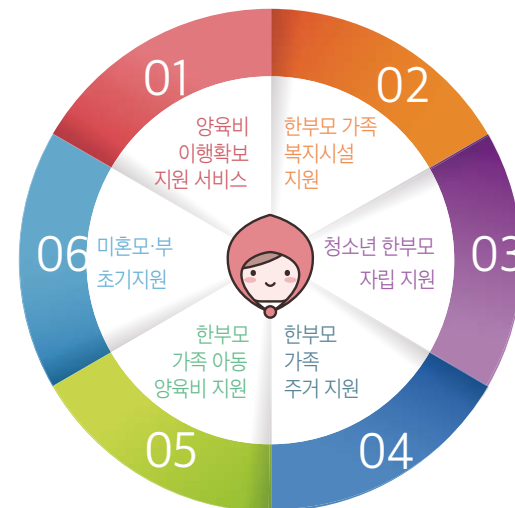 01
양육비
이행확보
지원 서비스
02
한부모 가족
복지시설
지원
03
청소년 한부모
자립 지원
04
한부모
가족
주거 지원
05
한부모
가족 아동
양육비 지원
06
미혼모·부
초기지원